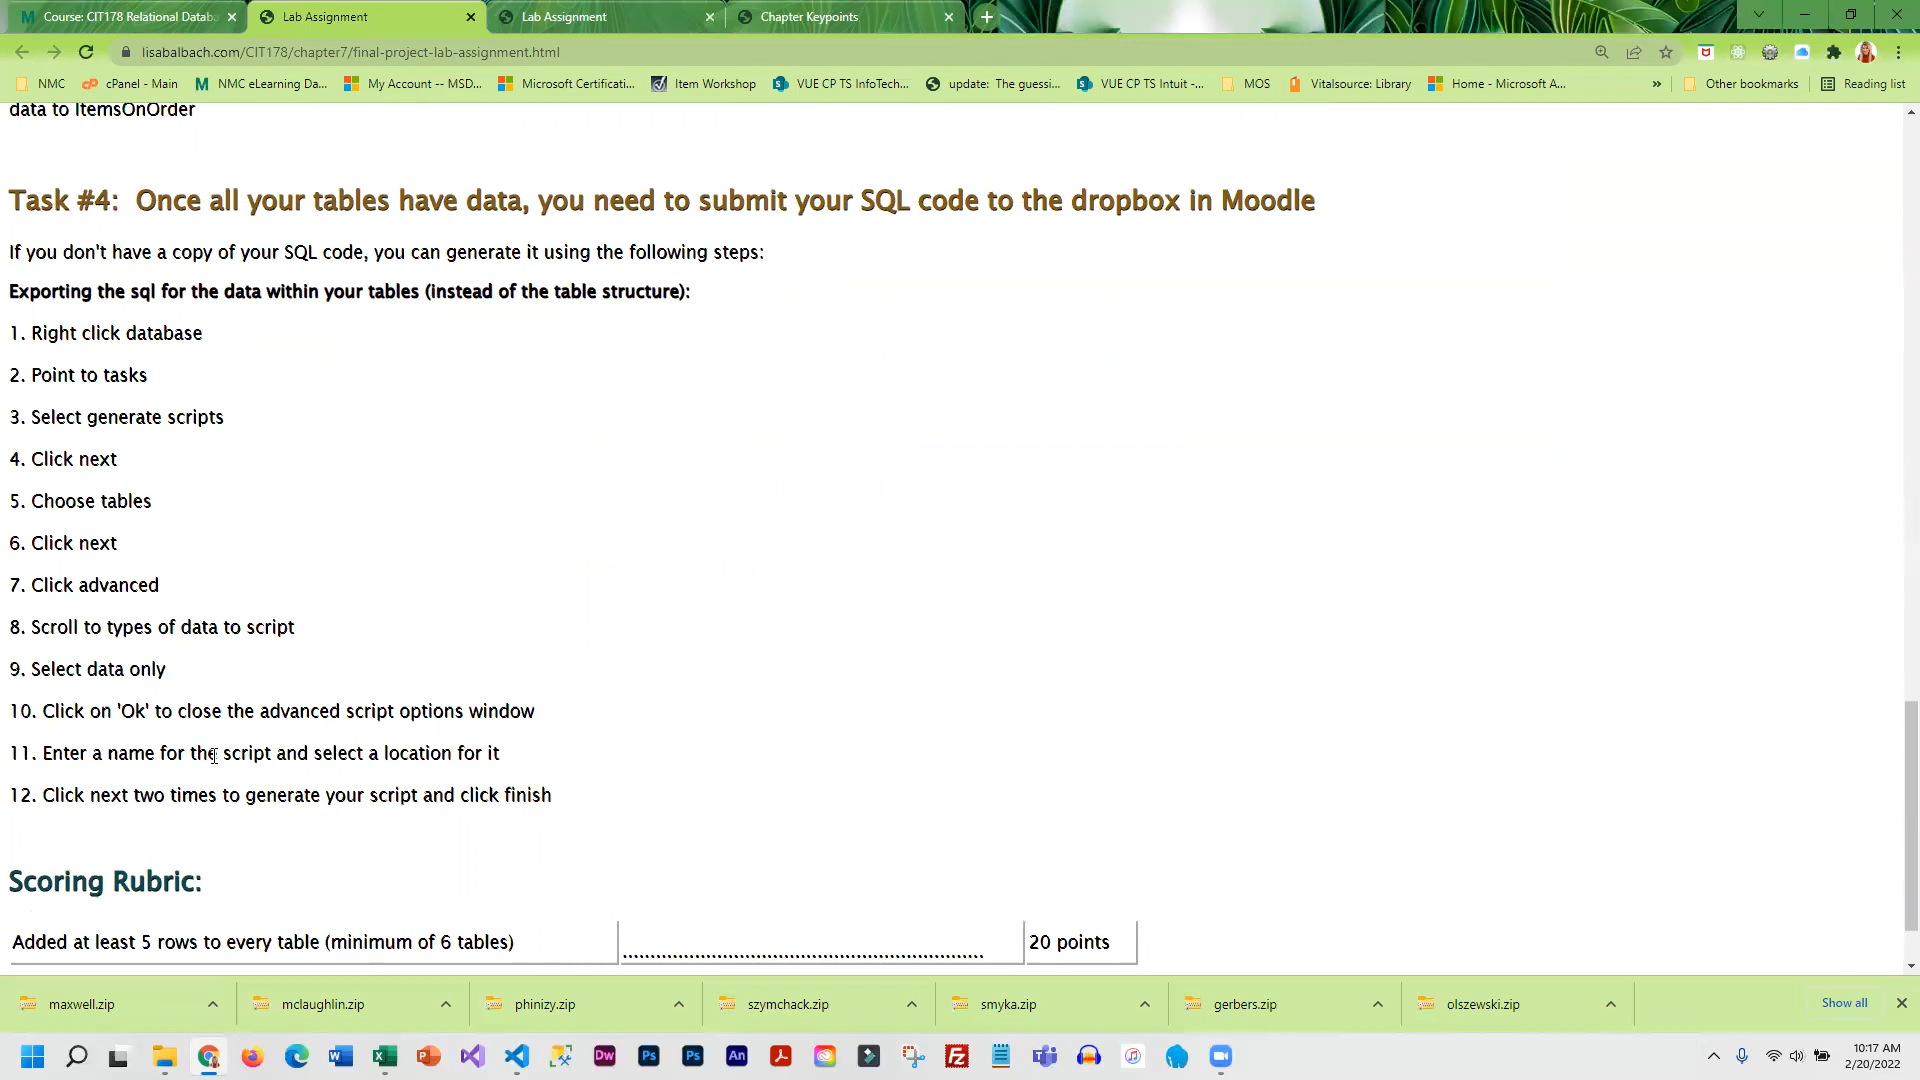 Course: CIT178 Relational Databa
Lab Assignment
Lab Assignment
Chapter Keypoints
lisabalbach.com/CIT178/chapter7/final-project-lab-assignment.html
NMC
cPanel - Main
NMC eLearning Da...
My Account -- MSD...
Microsoft Certificati...
Item Workshop
VUE CP TS InfoTech...
update: The guessi...
VUE CP TS Intuit -...
MOS
Vitalsource: Library
Home - Microsoft A...
»
Other bookmarks
Reading list
data to ItemsOnOrder
Task #4: Once all your tables have data, you need to submit your SQL code to the dropbox in Moodle
If you don't have a copy of your SQL code, you can generate it using the following steps:
Exporting the sql for the data within your tables (instead of the table structure):
1. Right click database
2. Point to tasks
3. Select generate scripts
4. Click next
5. Choose tables
6. Click next
7. Click advanced
8. Scroll to types of data to script
9. Select data only
10. Click on 'Ok' to close the advanced script options window
11. Enter a name for the script and select a location for it
12. Click next two times to generate your script and click finish
Scoring Rubric:
Added at least 5 rows to every table (minimum of 6 tables)
20 points
maxwell.zip
mclaughlin.zip
phinizy.zip
szymchack.zip
smyka.zip
gerbers.zip
olszewski.zip
Show all
10:17 AM
2/20/2022